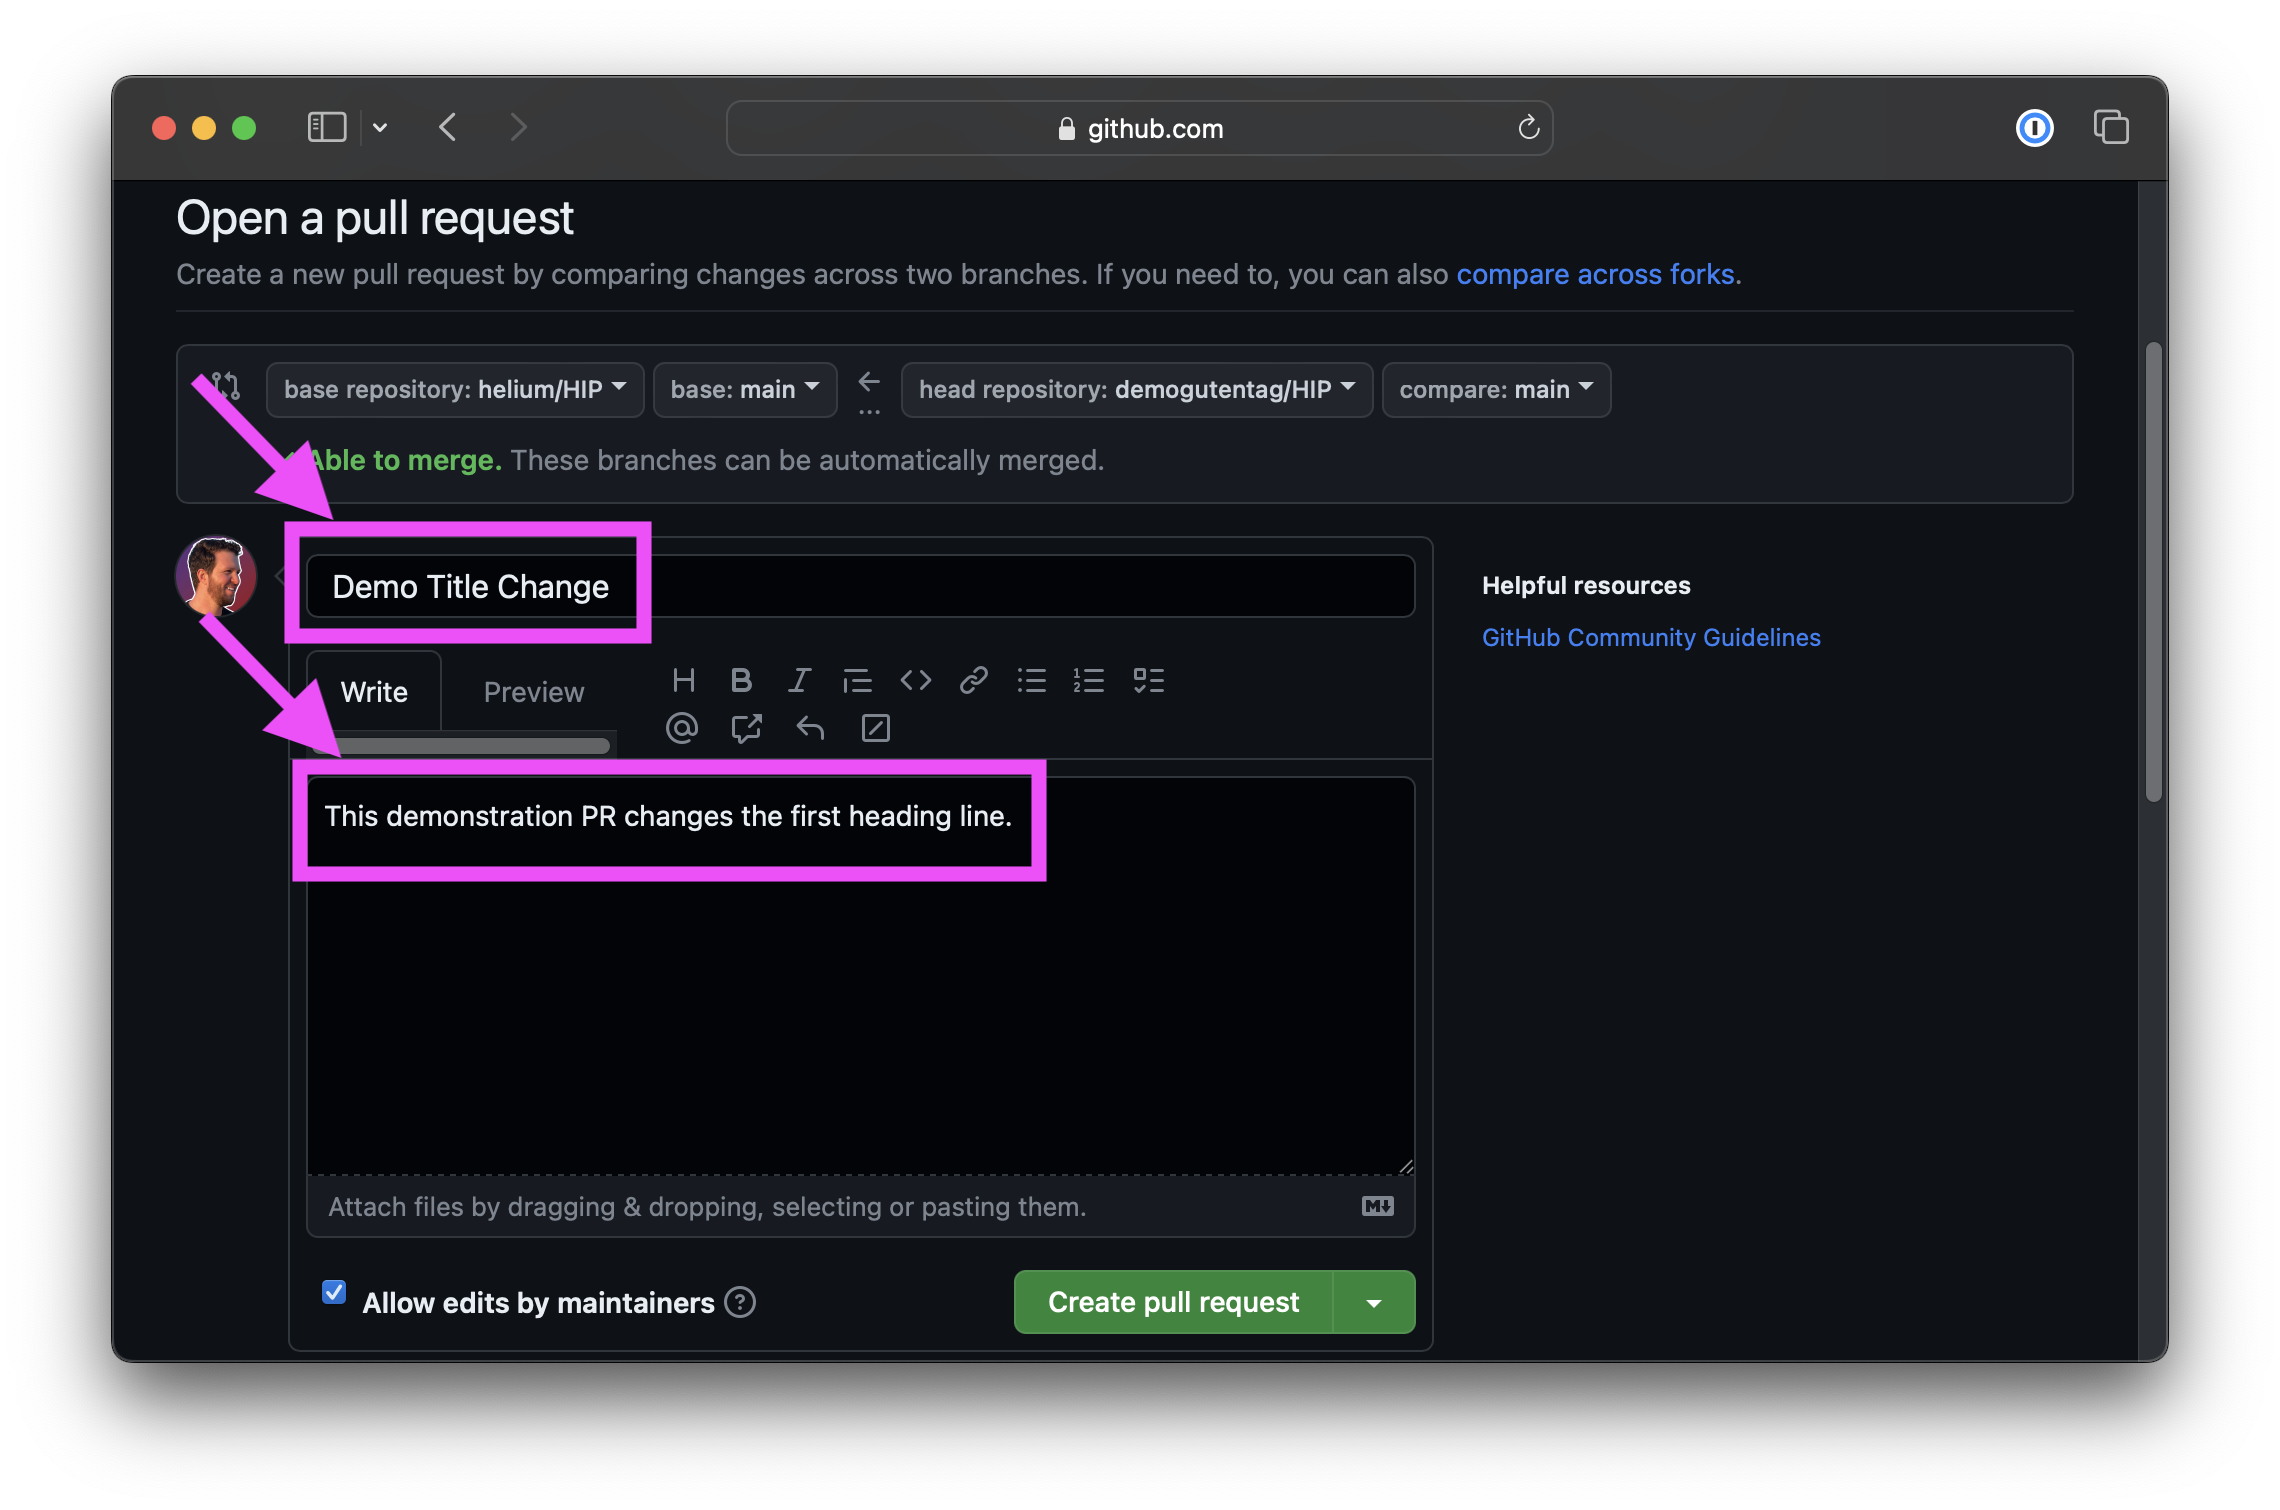 github.com
Open a pull request
Create a new pull request by comparing changes across two branches. If you need to, you can also compare across forks.
base repository: helium/HIP base: main ... head repository: demogutentag/HIP compare: main
Able to merge. These branches can be automatically merged.
Demo Title Change
Helpful resources
GitHub Community Guidelines
Write Preview
This demonstration PR changes the first heading line.
Attach files by dragging & dropping, selecting or pasting them.
Allow edits by maintainers
Create pull request